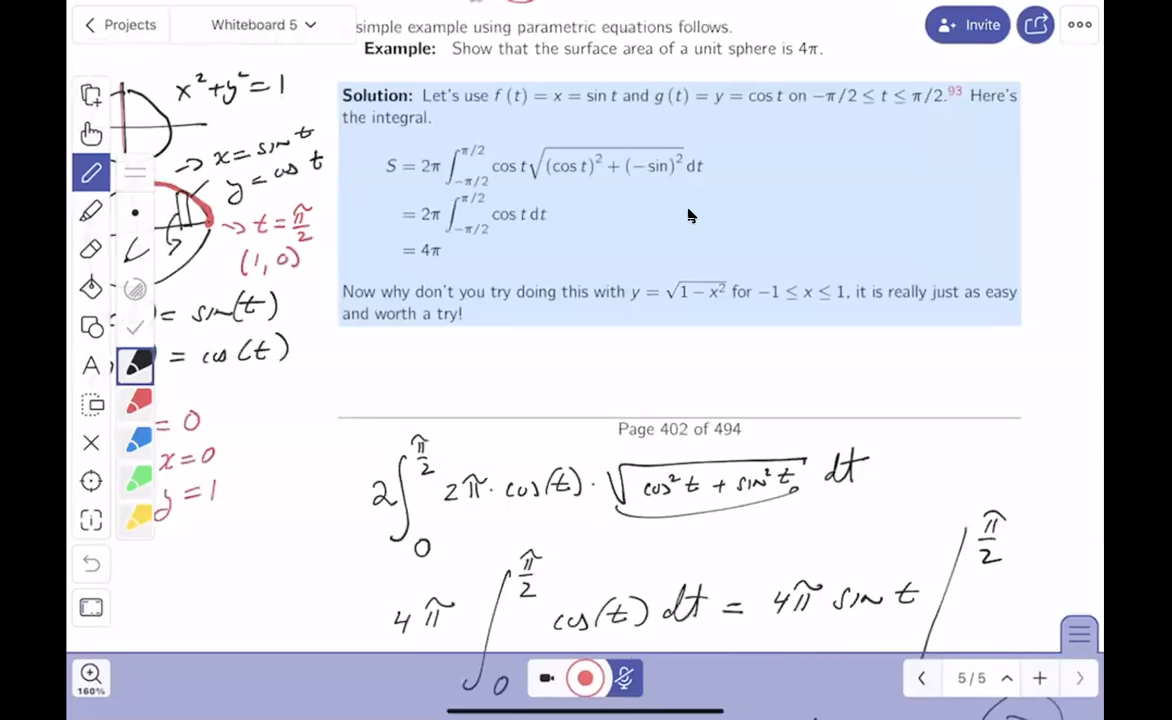 Projects
Whiteboard 5
Invite
simple example using parametric equations follows.
Example: Show that the surface area of a unit sphere is 4π.
Solution: Let's use f (t) = x = sin t and g (t) = y = cos t on −π/2 ≤ t ≤ π/2.93 Here's
the integral.
S = 2π ∫_{−π/2}^{π/2} cos t √((cos t)² + (− sin)²) dt
= 2π ∫_{−π/2}^{π/2} cos t dt
= 4π
Now why don't you try doing this with y = √(1 − x²) for −1 ≤ x ≤ 1, it is really just as easy
and worth a try!
Page 402 of 494
x² + y² = 1
→ x = sin t
y = cos t
→ t = π/2
(1, 0)
= sin(t)
= cos(t)
= 0
x = 0
y = 1
2 ∫_0^{π/2} 2π · cos(t) · √(cos² t + sin² t) dt
4π ∫_0^{π/2} cos(t) dt = 4π sin t |^{π/2}
A
160%
5 / 5